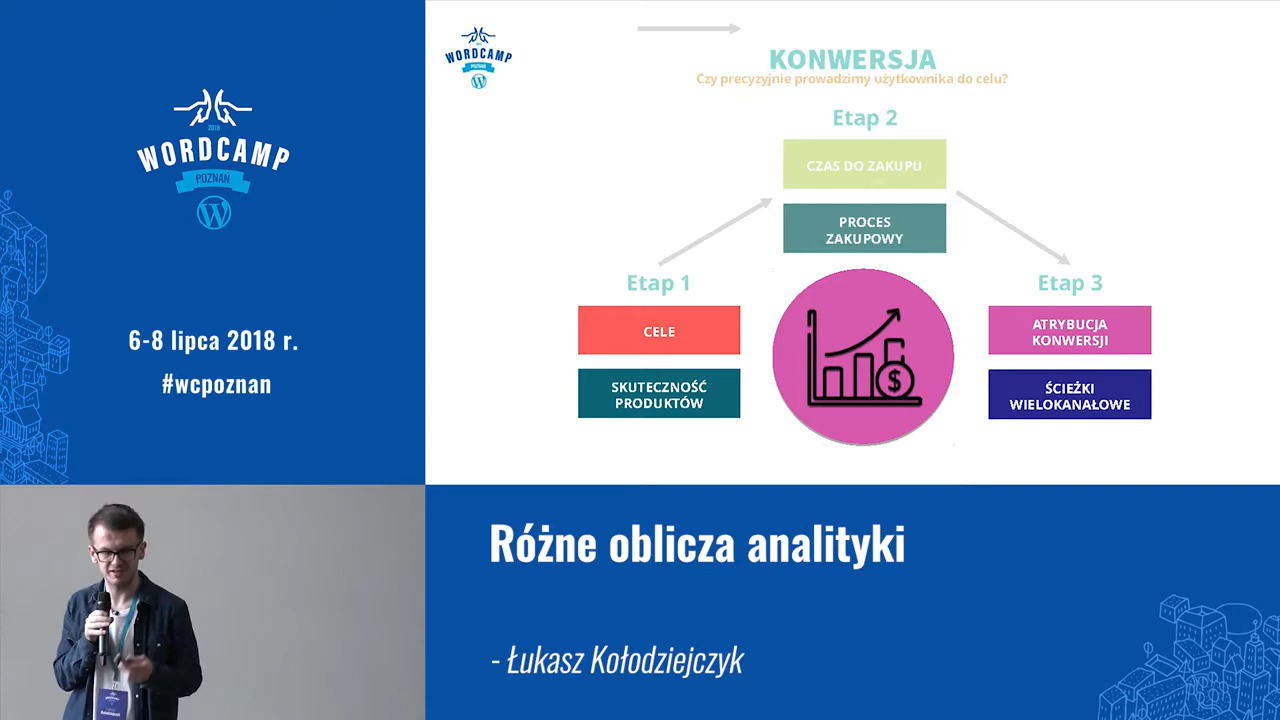 2018
WORDCAMP
POZNAŃ
W
6-8 lipca 2018 r.
#wcpoznan
WORDCAMP
POZNAŃ
W
KONWERSJA
Czy precyzyjnie prowadzimy użytkownika do celu?
Etap 2
CZAS DO ZAKUPU
PROCES
ZAKUPOWY
Etap 1
CELE
SKUTECZNOŚĆ
PRODUKTÓW
$
Etap 3
ATRYBUCJA
KONWERSJI
ŚCIEŻKI
WIELOKANAŁOWE
Różne oblicza analityki
- Łukasz Kołodziejczyk